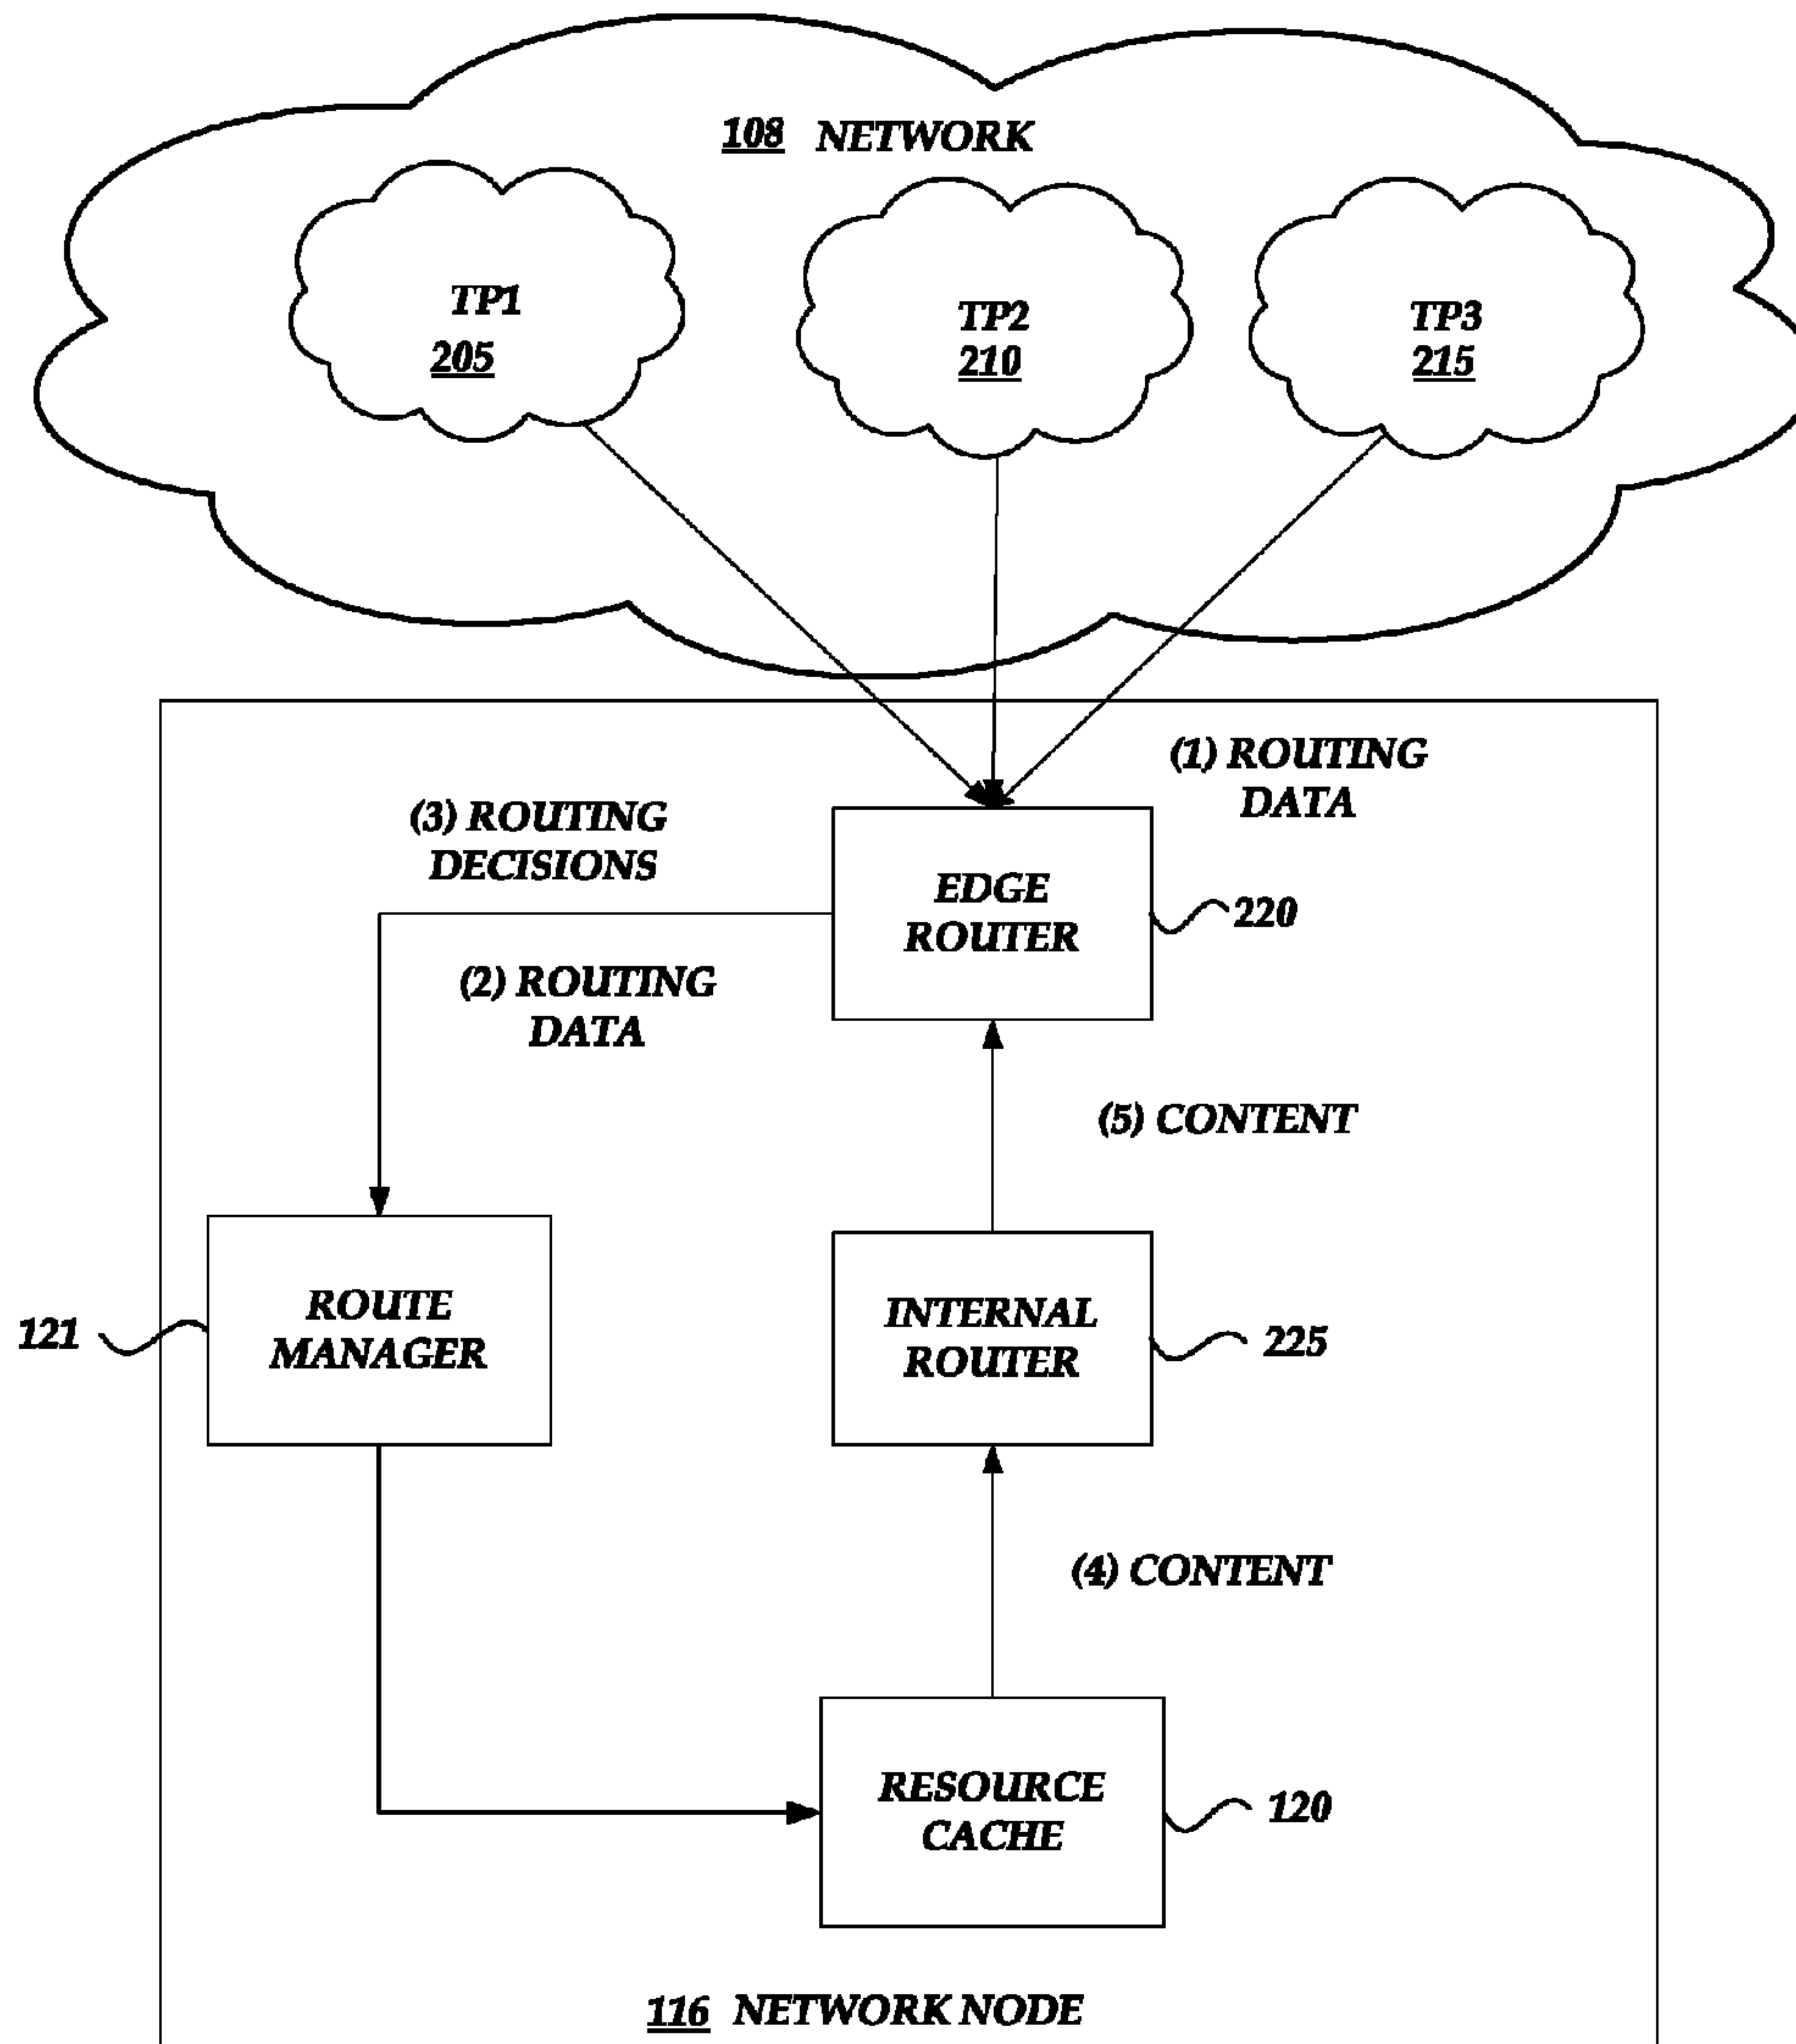 108 NETWORK
TP1
205
TP2
210
TP3
215
(1) ROUTING
DATA
(3) ROUTING
DECISIONS
EDGE
ROUTER
220
(2) ROUTING
DATA
(5) CONTENT
121
ROUTE
MANAGER
INTERNAL
ROUTER
225
(4) CONTENT
RESOURCE
CACHE
120
116 NETWORK NODE